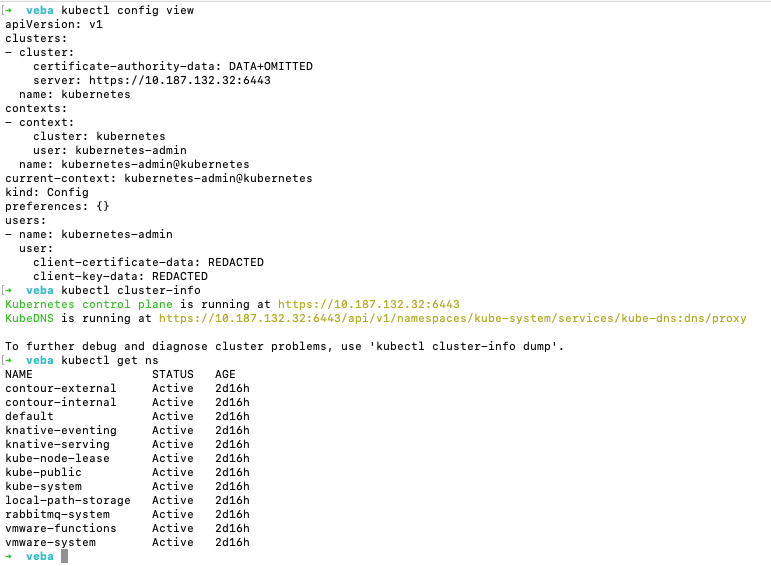 [➜  veba kubectl config view
apiVersion: v1
clusters:
- cluster:
    certificate-authority-data: DATA+OMITTED
    server: https://10.187.132.32:6443
  name: kubernetes
contexts:
- context:
    cluster: kubernetes
    user: kubernetes-admin
  name: kubernetes-admin@kubernetes
current-context: kubernetes-admin@kubernetes
kind: Config
preferences: {}
users:
- name: kubernetes-admin
  user:
    client-certificate-data: REDACTED
    client-key-data: REDACTED
[➜  veba kubectl cluster-info
Kubernetes control plane is running at https://10.187.132.32:6443
KubeDNS is running at https://10.187.132.32:6443/api/v1/namespaces/kube-system/services/kube-dns:dns/proxy

To further debug and diagnose cluster problems, use 'kubectl cluster-info dump'.
[➜  veba kubectl get ns
NAME                 STATUS   AGE
contour-external     Active   2d16h
contour-internal     Active   2d16h
default              Active   2d16h
knative-eventing     Active   2d16h
knative-serving      Active   2d16h
kube-node-lease      Active   2d16h
kube-public          Active   2d16h
kube-system          Active   2d16h
local-path-storage   Active   2d16h
rabbitmq-system      Active   2d16h
vmware-functions     Active   2d16h
vmware-system        Active   2d16h
➜  veba